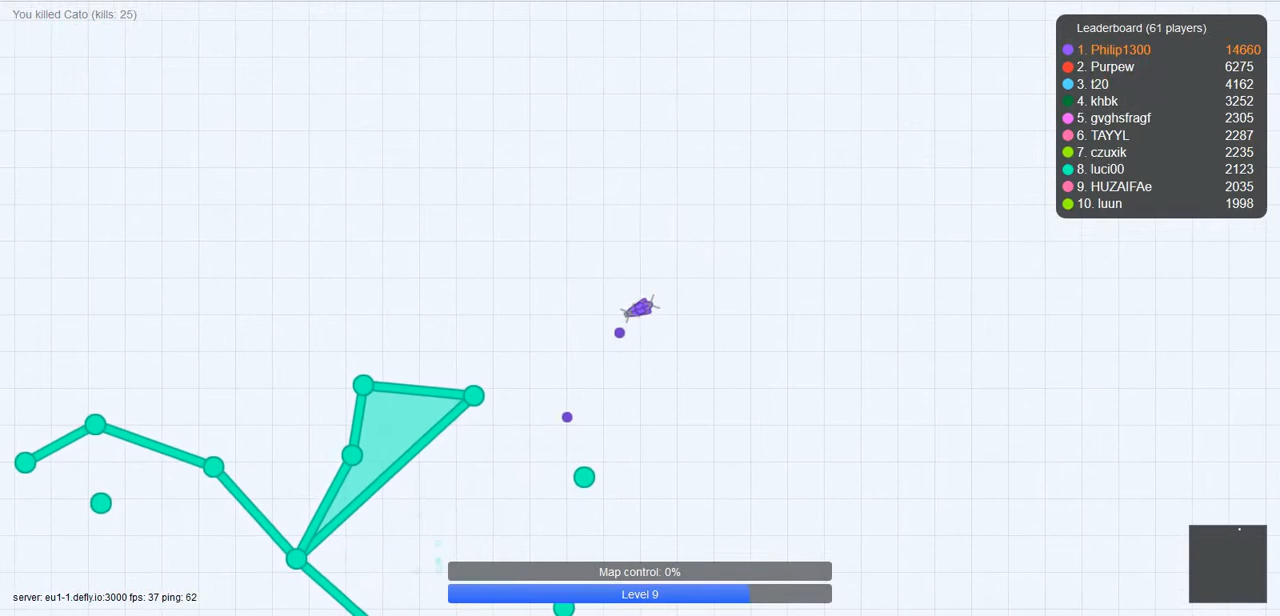 You killed Cato (kills: 25)
Leaderboard (61 players)
1. Philip1300 14660
2. Purpew 6275
3. t20 4162
4. khbk 3252
5. gvghsfragf 2305
6. TAYYL 2287
7. czuxik 2235
8. luci00 2123
9. HUZAIFAe 2035
10. luun 1998
Map control: 0%
Level 9
server: eu1-1.defly.io:3000 fps: 37 ping: 62